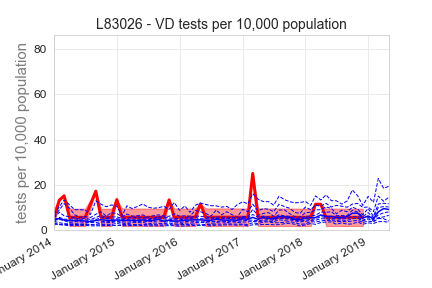 L83026 - VD tests per 10,000 population
tests per 10,000 population
80
60
40
20
0
nuary 2014
January 2015
January 2016
January 2017
January 2018
January 2019